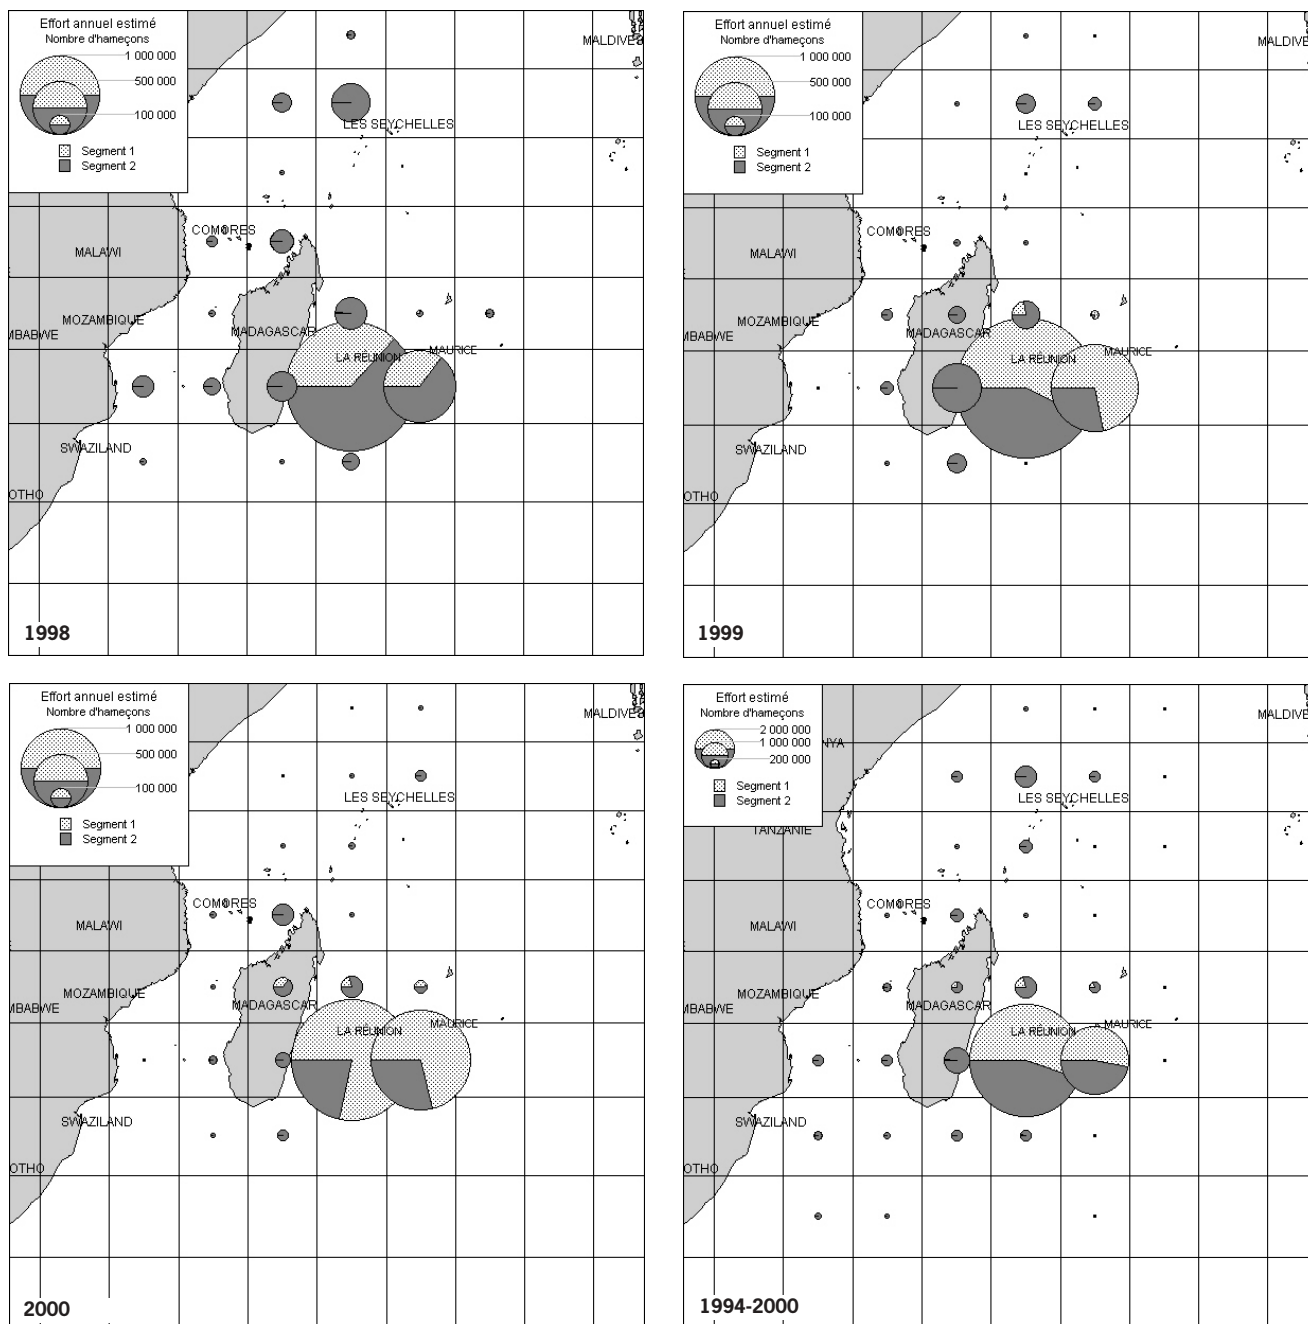 Effort annuel estimé
Nombre d'hameçons
1 000 000
500 000
100 000
Segment 1
Segment 2
MALDIVES
LES SEYCHELLES
COMORES
MALAWI
MOZAMBIQUE
MBABWE
MADAGASCAR
LA RÉUNION
MAURICE
SWAZILAND
OTHO
1998
Effort annuel estimé
Nombre d'hameçons
1 000 000
500 000
100 000
Segment 1
Segment 2
MALDIVE
LES SEYCHELLES
COMORES
MALAWI
MOZAMBIQUE
MBABWE
MADAGASCAR
LA RÉUNION
MAURICE
SWAZILAND
OTHO
1999
Effort annuel estimé
Nombre d'hameçons
1 000 000
500 000
100 000
Segment 1
Segment 2
MALDIVES
LES SEYCHELLES
COMORES
MALAWI
MOZAMBIQUE
MBABWE
MADAGASCAR
LA RÉUNION
MAURICE
SWAZILAND
OTHO
2000
Effort estimé
Nombre d'hameçons
2 000 000
1 000 000
200 000
Segment 1
Segment 2
MALDIVE
NYA
LES SEYCHELLES
TANZANIE
COMORES
MALAWI
MOZAMBIQUE
MBABWE
MADAGASCAR
LA RÉUNION
MAURICE
SWAZILAND
OTHO
1994-2000